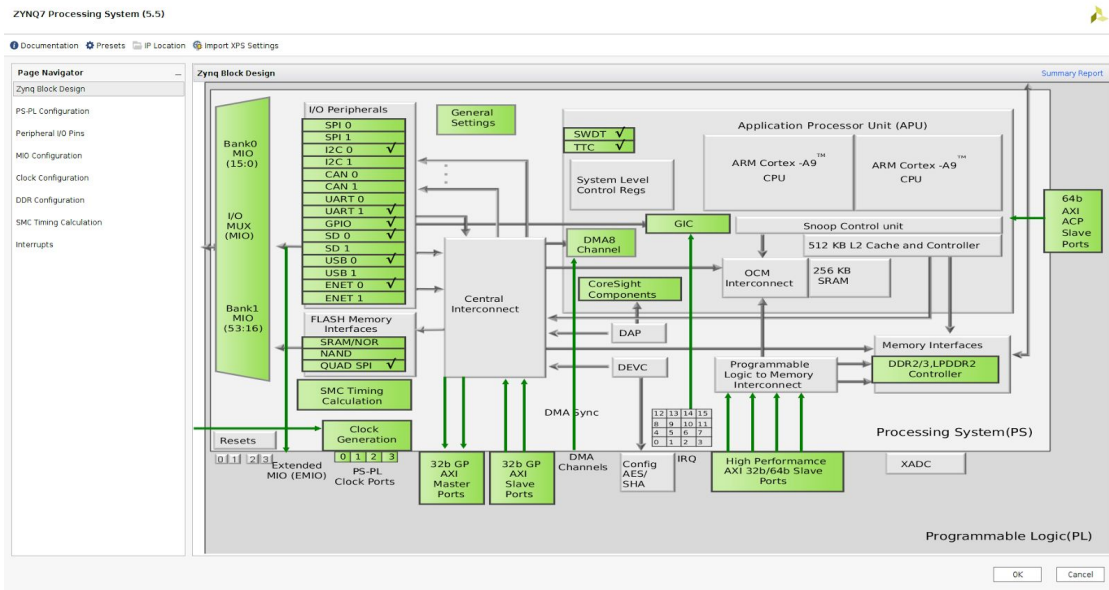 ZYNQ7 Processing System (5.5)
Documentation Presets IP Location Import XPS Settings
Page Navigator
Zynq Block Design
PS-PL Configuration
Peripheral I/O Pins
MIO Configuration
Clock Configuration
DDR Configuration
SMC Timing Calculation
Interrupts
Zynq Block Design
Summary Report
Bank0
MIO
(15:0)
I/O
MUX
(MIO)
Bank1
MIO
(53:16)
I/O Peripherals
SPI 0
SPI 1
I2C 0 √
I2C 1
CAN 0
CAN 1
UART 0
UART 1 √
GPIO √
SD 0 √
SD 1
USB 0 √
USB 1
ENET 0 √
ENET 1
FLASH Memory
Interfaces
SRAM/NOR
NAND
QUAD SPI √
SMC Timing
Calculation
General
Settings
Application Processor Unit (APU)
SWDT √
TTC √
System Level
Control Regs
ARM Cortex -A9™
CPU
ARM Cortex -A9™
CPU
GIC
Snoop Control unit
512 KB L2 Cache and Controller
DMA8
Channel
OCM
Interconnect
256 KB
SRAM
CoreSight
Components
Central
Interconnect
DAP
DEVC
Programmable
Logic to Memory
Interconnect
Memory Interfaces
DDR2/3,LPDDR2
Controller
64b
AXI
ACP
Slave
Ports
DMA Sync
12 13 14 15
8 9 10 11
4 5 6 7
0 1 2 3
Processing System(PS)
Resets
0 1 2 3
Clock
Generation
0 1 2 3
Extended
MIO (EMIO)
PS-PL
Clock Ports
32b GP
AXI
Master
Ports
32b GP
AXI
Slave
Ports
DMA
Channels
Config
AES/
SHA
IRQ
High Performamce
AXI 32b/64b Slave
Ports
XADC
Programmable Logic(PL)
OK
Cancel